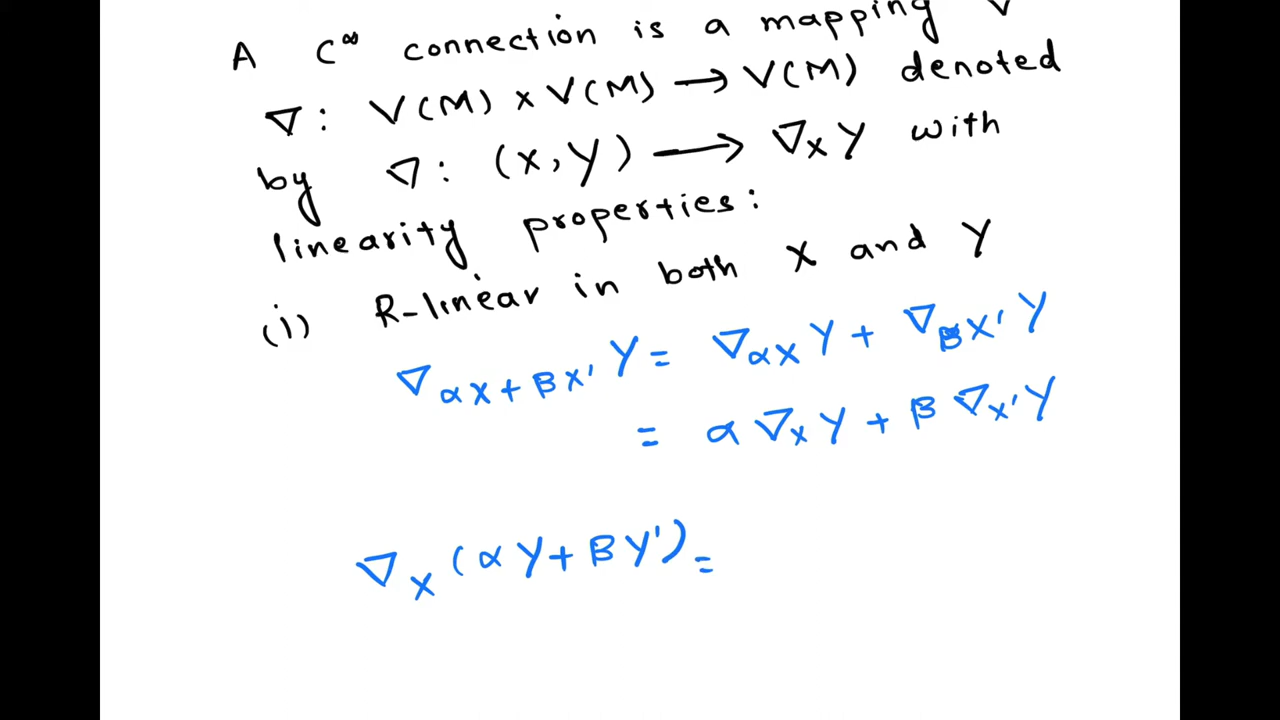 A C∞ connection is a mapping ∇
∇: V(M) x V(M) → V(M) denoted
by ∇: (X, Y) → ∇_X Y with
linearity properties:
(i) R-linear in both X and Y
∇_{αX+βX'} Y = ∇_{αX} Y + ∇_{βX'} Y
= α ∇_X Y + β ∇_{X'} Y
∇_X (αY + βY') =